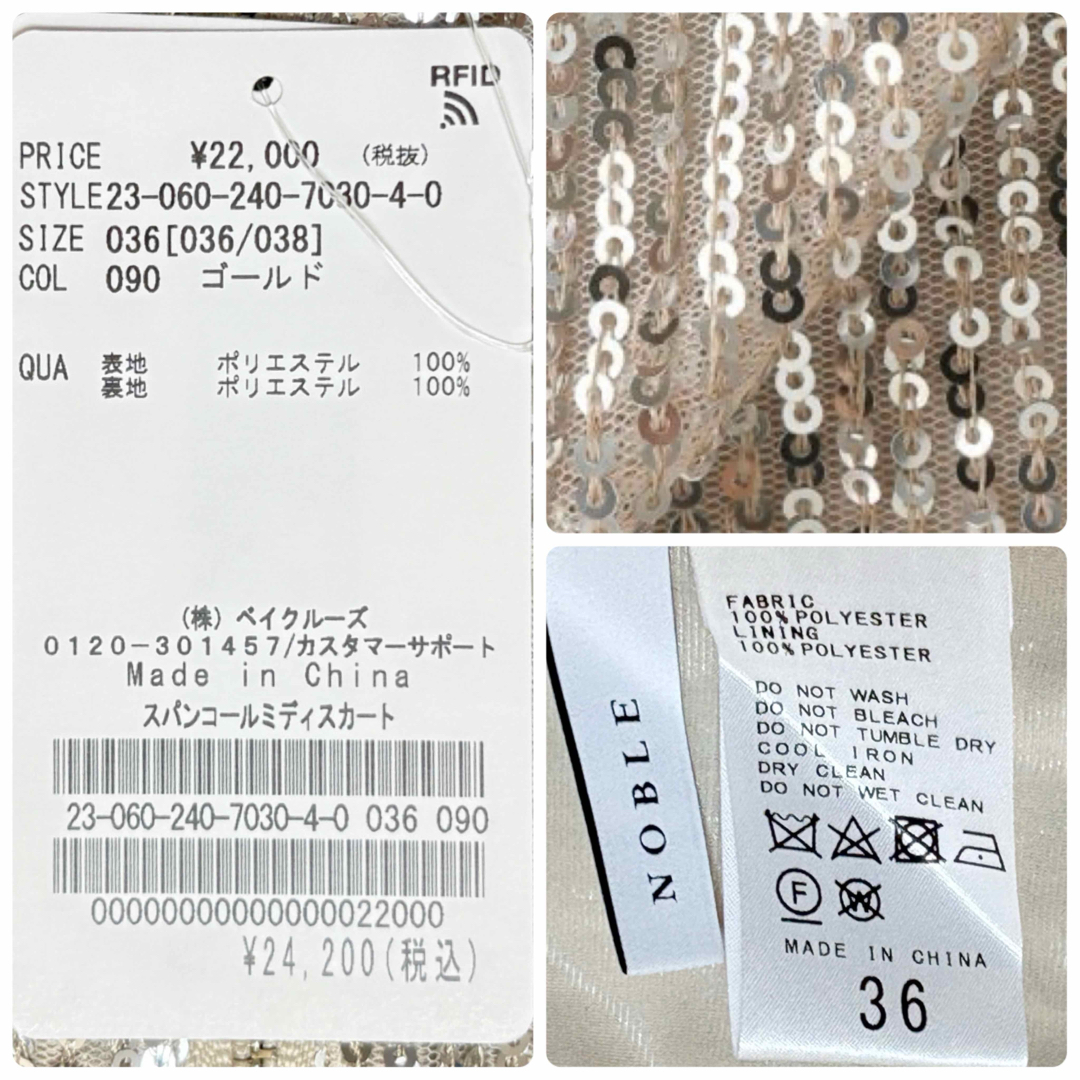 RFID
PRICE ¥22,000 (税抜)
STYLE 23-060-240-7030-4-0
SIZE 036[036/038]
COL 090 ゴールド
QUA 表地 ポリエステル 100%
裏地 ポリエステル 100%
(株) ベイクルーズ
0120-301457/カスタマーサポート
Made in China
スパンコールミディスカート
23-060-240-7030-4-0 036 090
00000000000000022000
¥24,200(税込)
NOBLE
FABRIC
100%POLYESTER
LINING
100%POLYESTER
DO NOT WASH
DO NOT BLEACH
DO NOT TUMBLE DRY
COOL IRON
DRY CLEAN
DO NOT WET CLEAN
F W
MADE IN CHINA
36